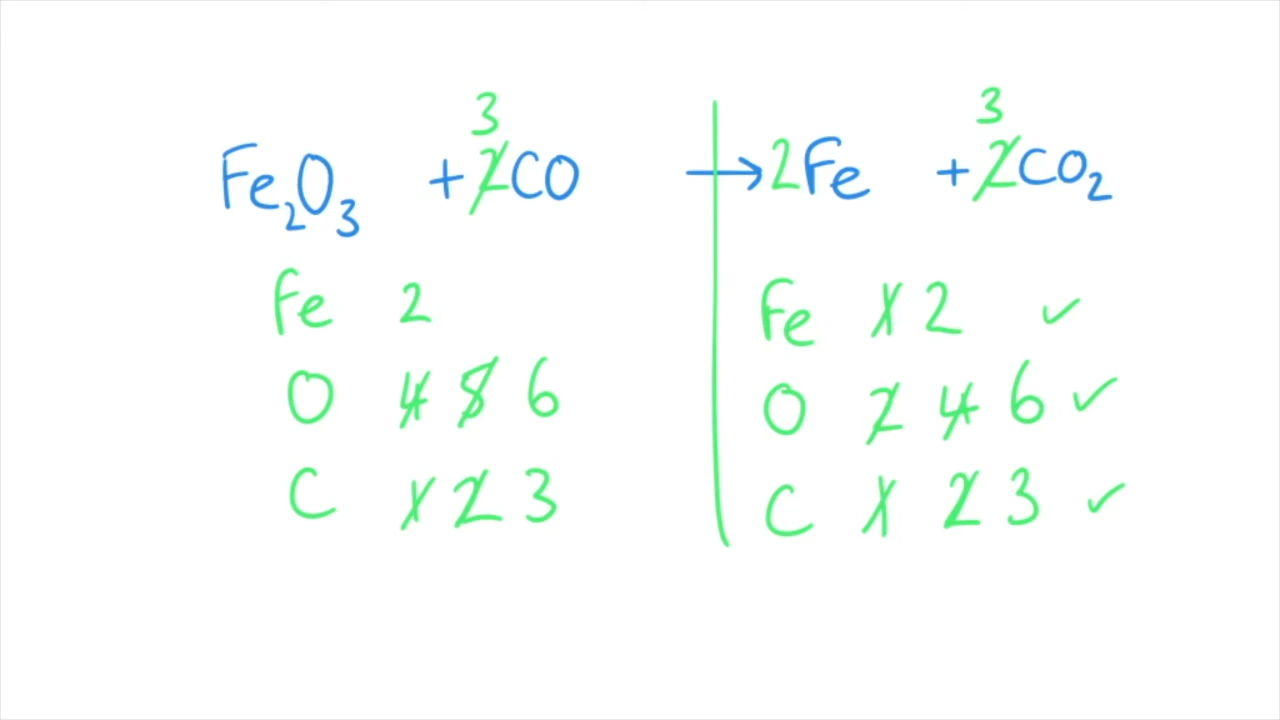 3 3
Fe₂O₃ + 2CO → 2Fe + 2CO₂
Fe 2 Fe 1 2 ✓
O 4 5 6 O 2 4 6 ✓
C 1 2 3 C 1 2 3 ✓